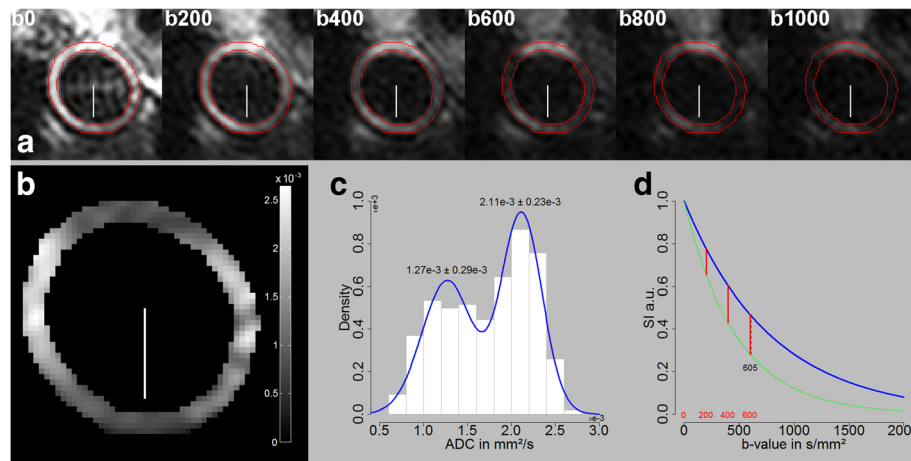 b0 b200 b400 b600 b800 b1000
a
b
x 10⁻³
2.5
2
1.5
1
0.5
0
c
×e+3
1.0
0.8
0.6
0.4
0.2
0.0
Density
2.11e-3 ± 0.23e-3
1.27e-3 ± 0.29e-3
0.5 1.0 1.5 2.0 2.5 3.0
×e-3
ADC in mm²/s
d
1.0
0.8
0.6
0.4
0.2
0.0
SI a.u.
605
0 200 400 600
0 500 1000 1500 2000
b-value in s/mm²